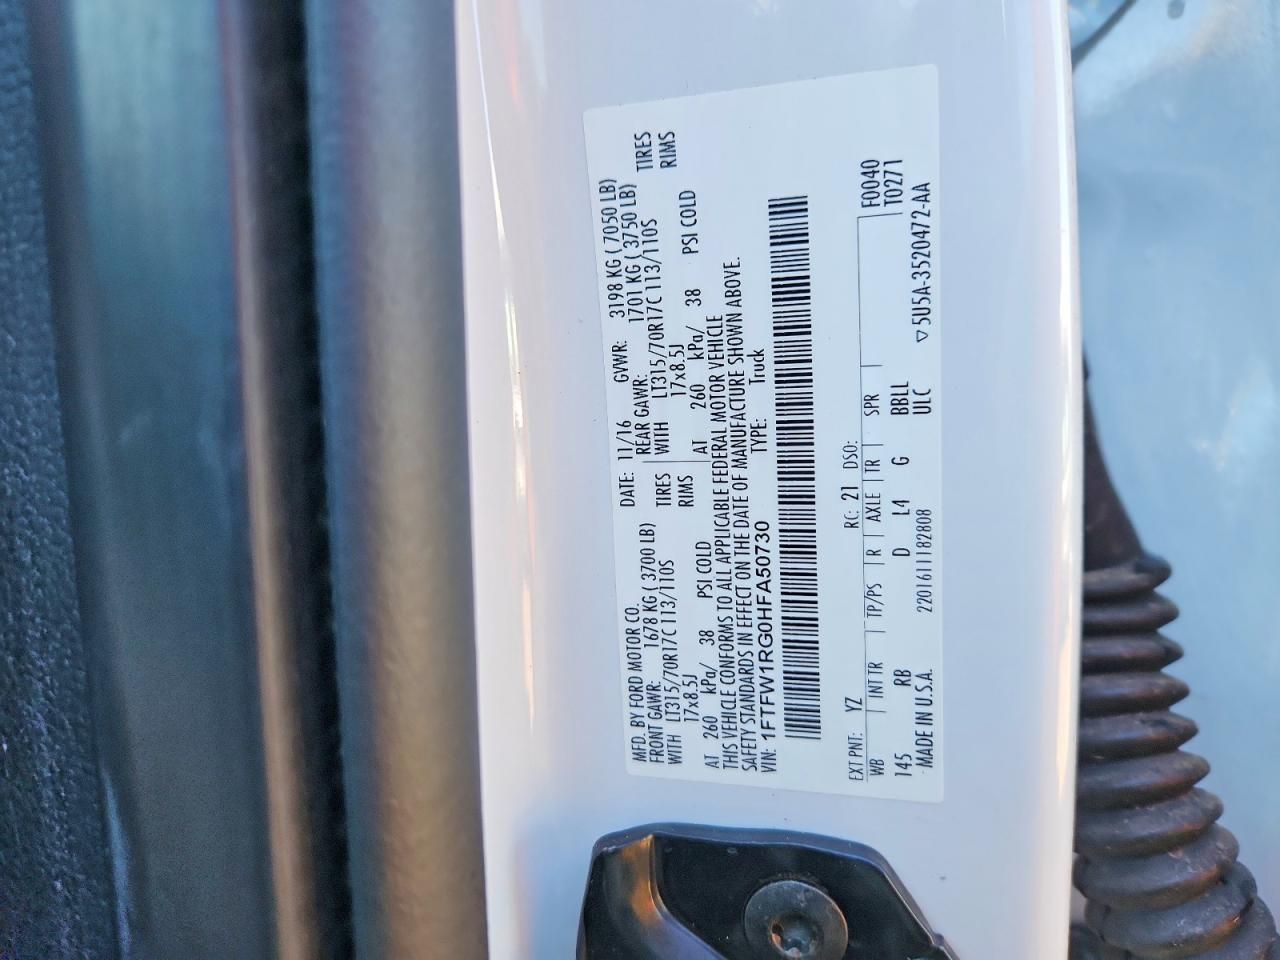 MFD. BY FORD MOTOR CO. DATE: 11/16 GVWR: 3198 KG ( 7050 LB)
FRONT GAWR: 1678 KG ( 3700 LB) REAR GAWR: 1701 KG ( 3750 LB)
WITH LT315/70R17C 113/110S TIRES WITH LT315/70R17C 113/110S TIRES
17x8.5J RIMS 17x8.5J RIMS
AT 260 kPa/ 38 PSI COLD AT 260 kPa/ 38 PSI COLD
THIS VEHICLE CONFORMS TO ALL APPLICABLE FEDERAL MOTOR VEHICLE
SAFETY STANDARDS IN EFFECT ON THE DATE OF MANUFACTURE SHOWN ABOVE.
VIN: 1FTFW1RG0HFA50730 TYPE: Truck
EXT PNT: YZ RC: 21 DSO: F0040
WB INT TR TP/PS R AXLE TR SPR T0271
145 RB D L4 G BBLL
MADE IN U.S.A. 2201611182808 ULC ▽5U5A-3520472-AA